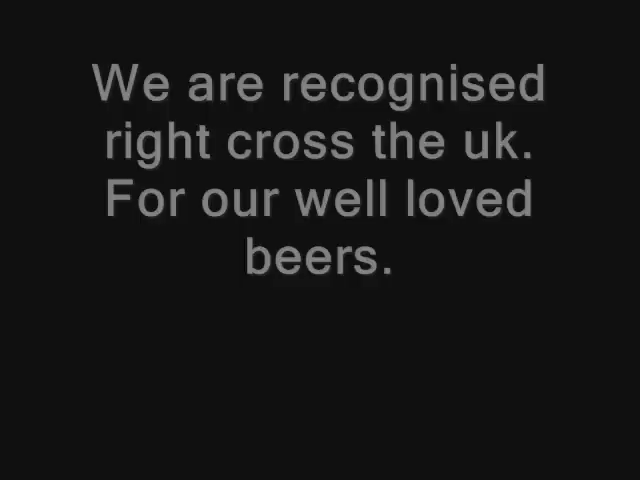 We are recognised
right cross the uk.
For our well loved
beers.